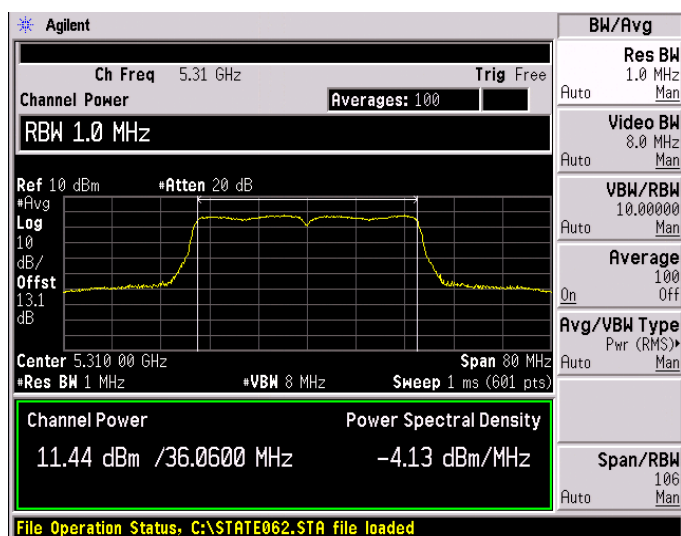 Agilent
BW/Avg
Ch Freq 5.31 GHz Trig Free
Channel Power Averages: 100
RBW 1.0 MHz
Ref 10 dBm #Atten 20 dB
#Avg
Log
10
dB/
Offst
13.1
dB
Center 5.310 00 GHz Span 80 MHz
#Res BW 1 MHz #VBW 8 MHz Sweep 1 ms (601 pts)
Channel Power Power Spectral Density
11.44 dBm /36.0600 MHz -4.13 dBm/MHz
File Operation Status, C:\STATE062.STA file loaded
Res BW
1.0 MHz
Auto Man
Video BW
8.0 MHz
Auto Man
VBW/RBW
10.00000
Auto Man
Average
100
On Off
Avg/VBW Type
Pwr (RMS)▸
Auto Man
Span/RBW
106
Auto Man